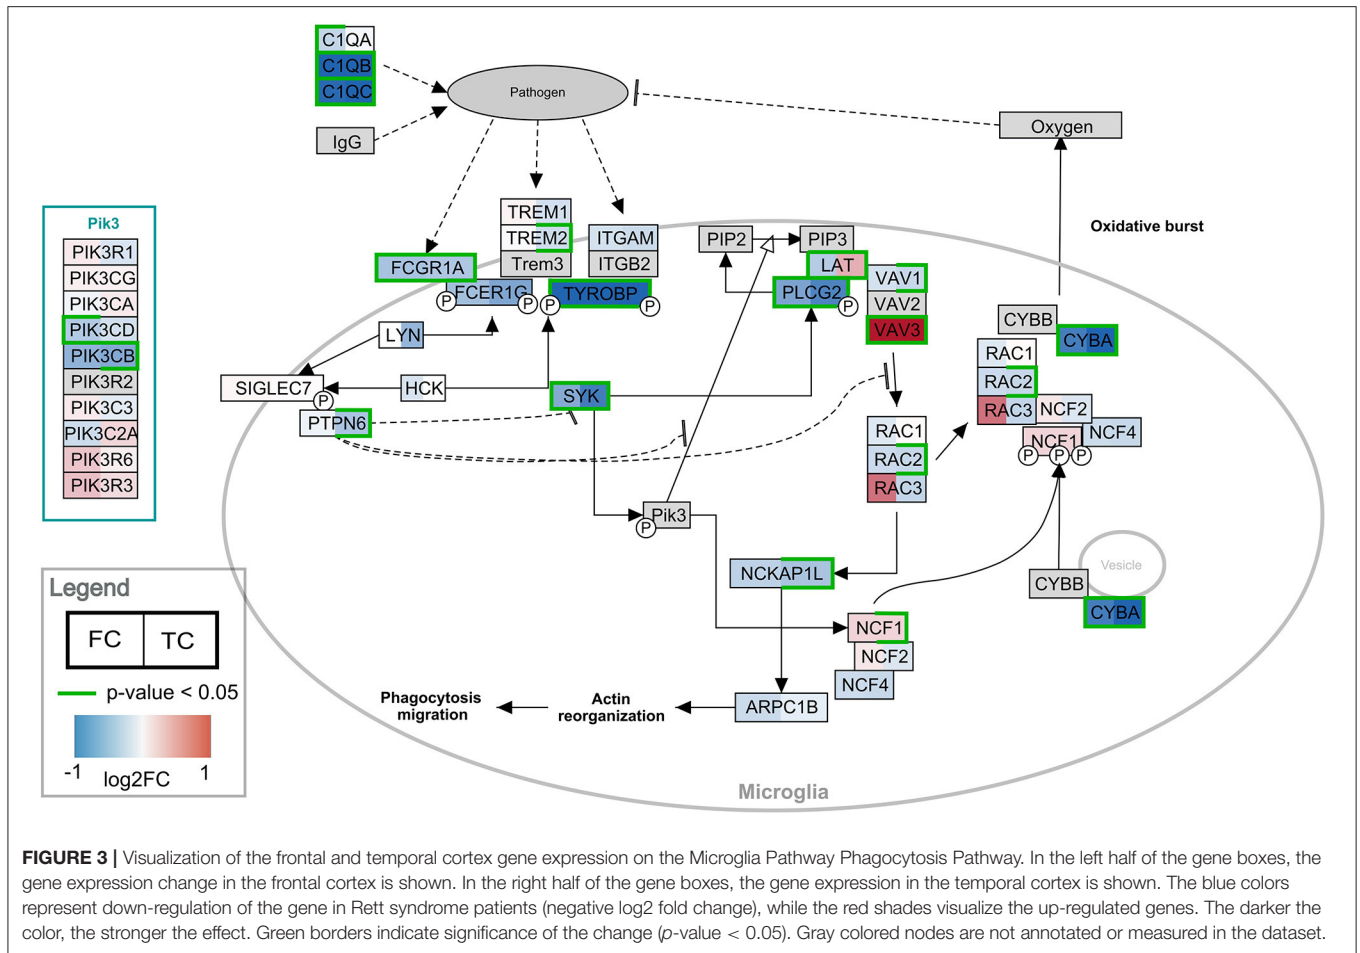 C1QA
C1QB
C1QC
Pathogen
IgG
Oxygen
Oxidative burst
Pik3
PIK3R1
PIK3CG
PIK3CA
PIK3CD
PIK3CB
PIK3R2
PIK3C3
PIK3C2A
PIK3R6
PIK3R3
TREM1
TREM2
Trem3
ITGAM
ITGB2
FCGR1A
FCER1G
P
P
TYROBP
P
P
PIP2
PIP3
LAT
PLCG2
P
VAV1
VAV2
VAV3
CYBB
CYBA
LYN
SIGLEC7
P
HCK
SYK
PTPN6
RAC1
RAC2
RAC3
NCF2
NCF1
NCF4
P
P
P
RAC1
RAC2
RAC3
Pik3
P
NCKAP1L
Vesicle
CYBB
CYBA
NCF1
NCF2
NCF4
ARPC1B
Actin
reorganization
Phagocytosis
migration
Microglia
Legend
FC
TC
p-value < 0.05
-1
log2FC
1
FIGURE 3 | Visualization of the frontal and temporal cortex gene expression on the Microglia Pathway Phagocytosis Pathway. In the left half of the gene boxes, the
gene expression change in the frontal cortex is shown. In the right half of the gene boxes, the gene expression in the temporal cortex is shown. The blue colors
represent down-regulation of the gene in Rett syndrome patients (negative log2 fold change), while the red shades visualize the up-regulated genes. The darker the
color, the stronger the effect. Green borders indicate significance of the change (p-value < 0.05). Gray colored nodes are not annotated or measured in the dataset.